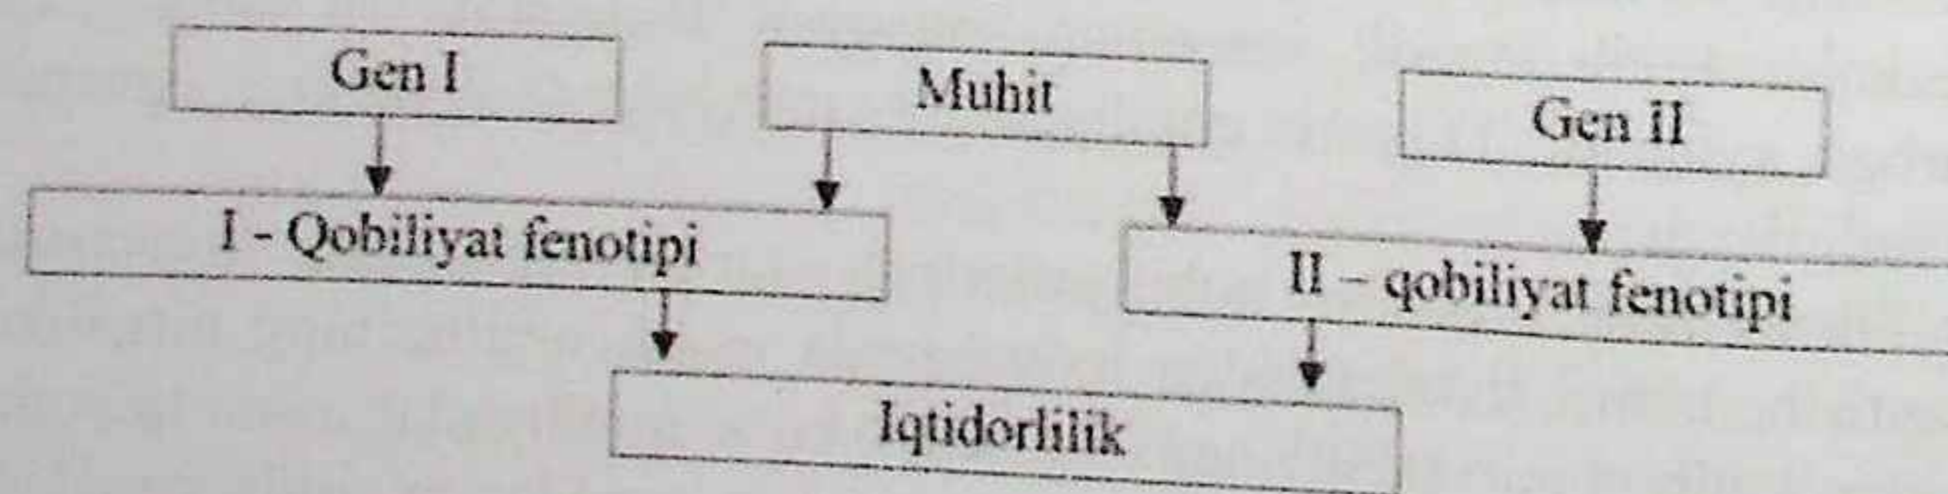 Gen I
Muhit
Gen II
I - Qobiliyat fenotipi
II – qobiliyat fenotipi
Iqtidorlilik